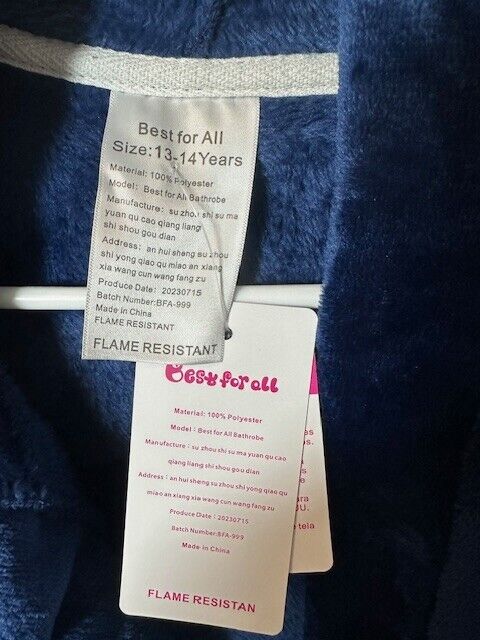 Best for All
Size:13-14Years
Material: 100% Polyester
Model: Best for All Bathrobe
Manufacture: su zhou shi su ma
yuan qu cao qiang liang
shi shi shou gou dian
Address: an hui sheng su zhou
shi yong qiao qu miao an xiang
xia wang cun wang fang zu
Produce Date: 20230715
Batch Number:BFA-999
Made in China
FLAME RESISTANT
FLAME RESISTANT
Best for all
Material: 100% Polyester
Model: Best for All Bathrobe
Manufacture: su zhou shi su ma yuan qu cao
qiang liang shi shou gou dian
Address: an hui sheng su zhou shi yong qiao qu
miao an xiang xia wang cun wang fang zu
Produce Date: 20230715
Batch Number:BFA-999
Made in China
FLAME RESISTAN
tela